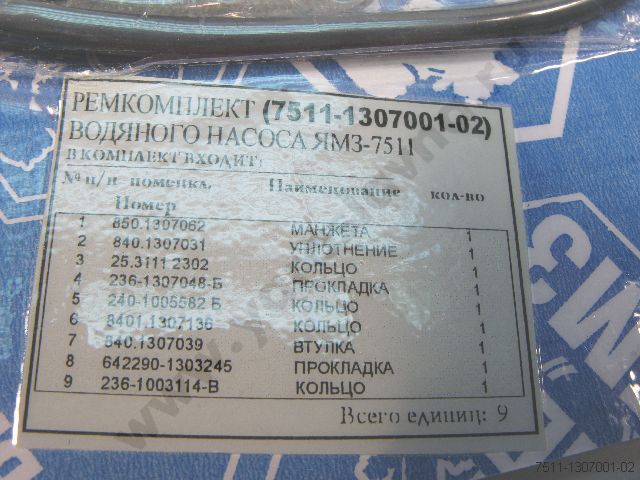 РЕМКОМПЛЕКТ (7511-1307001-02)
ВОДЯНОГО НАСОСА ЯМЗ-7511
В КОМПЛЕКТ ВХОДИТ:
№ п/п номенкл. Наименование кол-во
Номер
1 850.1307062 МАНЖЕТА 1
2 840.1307031 УПЛОТНЕНИЕ 1
3 25.3111 2302 КОЛЬЦО 1
4 236-1307048-Б ПРОКЛАДКА 1
5 240-1005582 Б КОЛЬЦО 1
6 8401.1307136 КОЛЬЦО 1
7 840.1307039 ВТУЛКА 1
8 642290-1303245 ПРОКЛАДКА 1
9 236-1003114-В КОЛЬЦО 1
Всего единиц: 9
7511-1307001-02